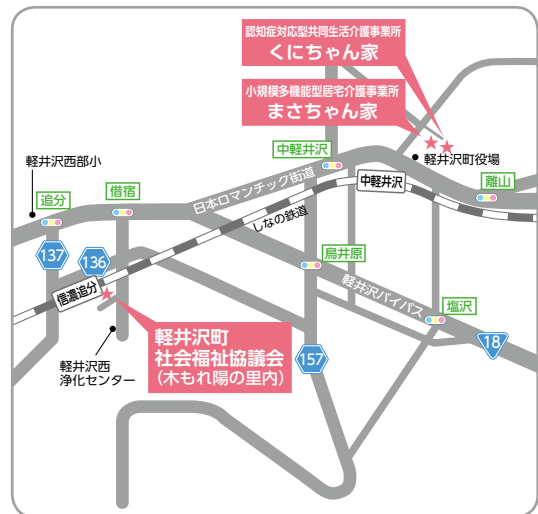 認知症対応型共同生活介護事業所
くにちゃん家
小規模多機能型居宅介護事業所
まさちゃん家
軽井沢西部小
中軽井沢
軽井沢町役場
追分
借宿
日本ロマンチック街道
中軽井沢
離山
しなの鉄道
137
136
鳥井原
軽井沢バイパス
信濃追分
塩沢
軽井沢町
社会福祉協議会
(木もれ陽の里内)
157
18
軽井沢西
浄化センター